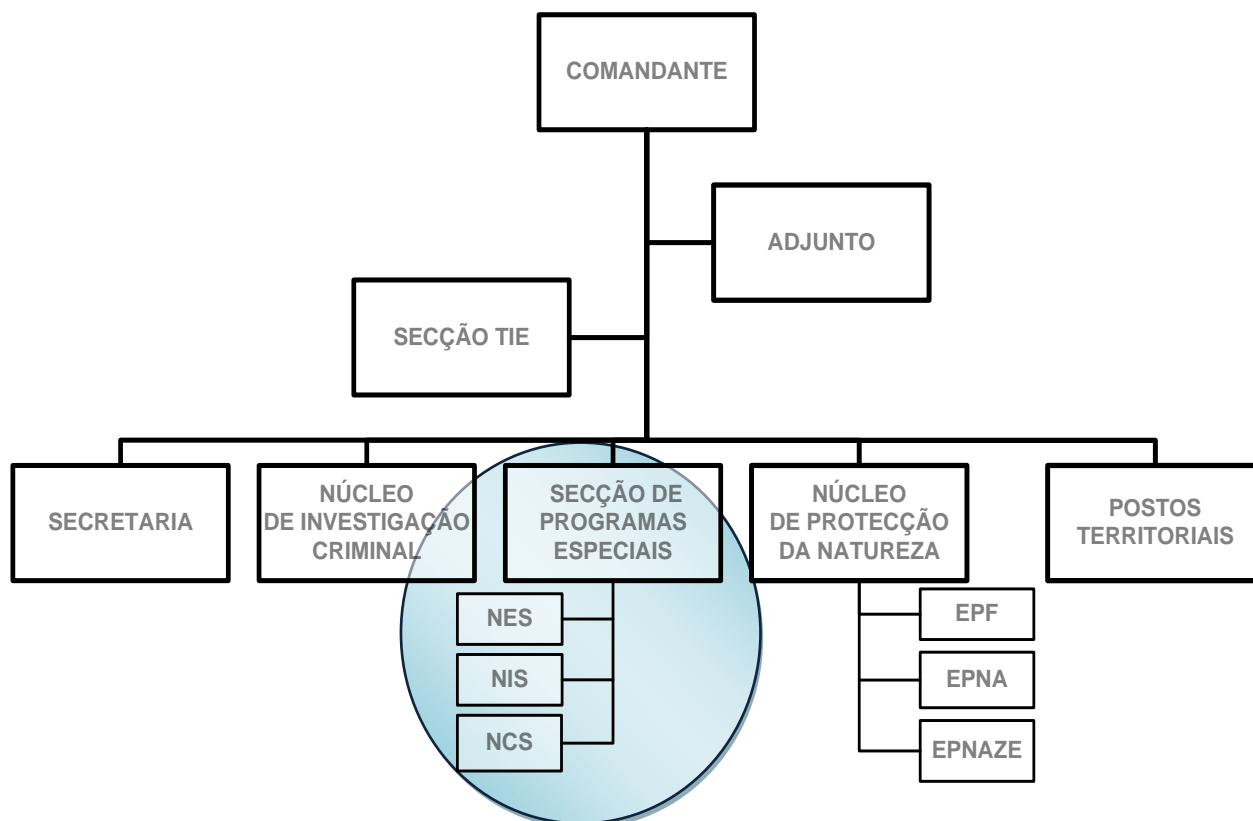 COMANDANTE
ADJUNTO
SECÇÃO TIE
SECRETARIA
NÚCLEO
DE INVESTIGAÇÃO
CRIMINAL
SECÇÃO DE
PROGRAMAS
ESPECIAIS
NÚCLEO
DE PROTECÇÃO
DA NATUREZA
POSTOS
TERRITORIAIS
NES
NIS
NCS
EPF
EPNA
EPNAZE